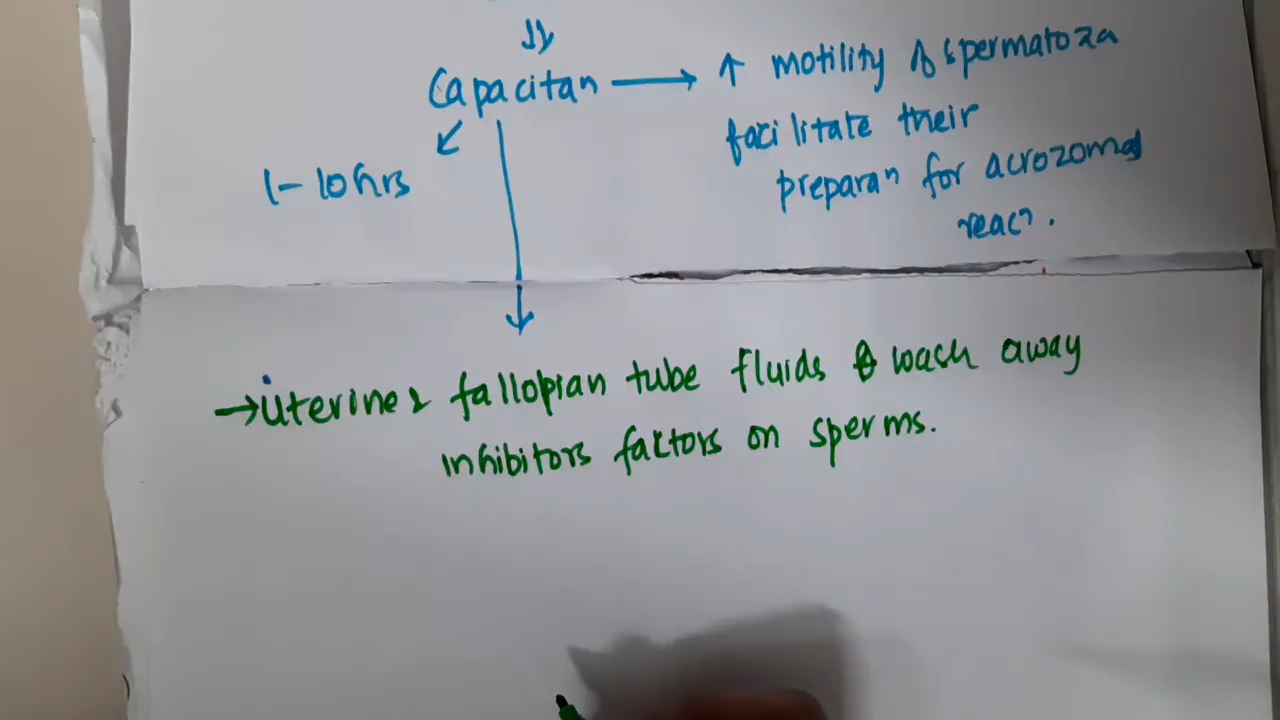 Capacitan → ↑ motility of spermatoza
facilitate their
1-10hrs
preparan for acrozomal
reacn.
→ uterine & fallopian tube fluids wash away
inhibitors factors on sperms.